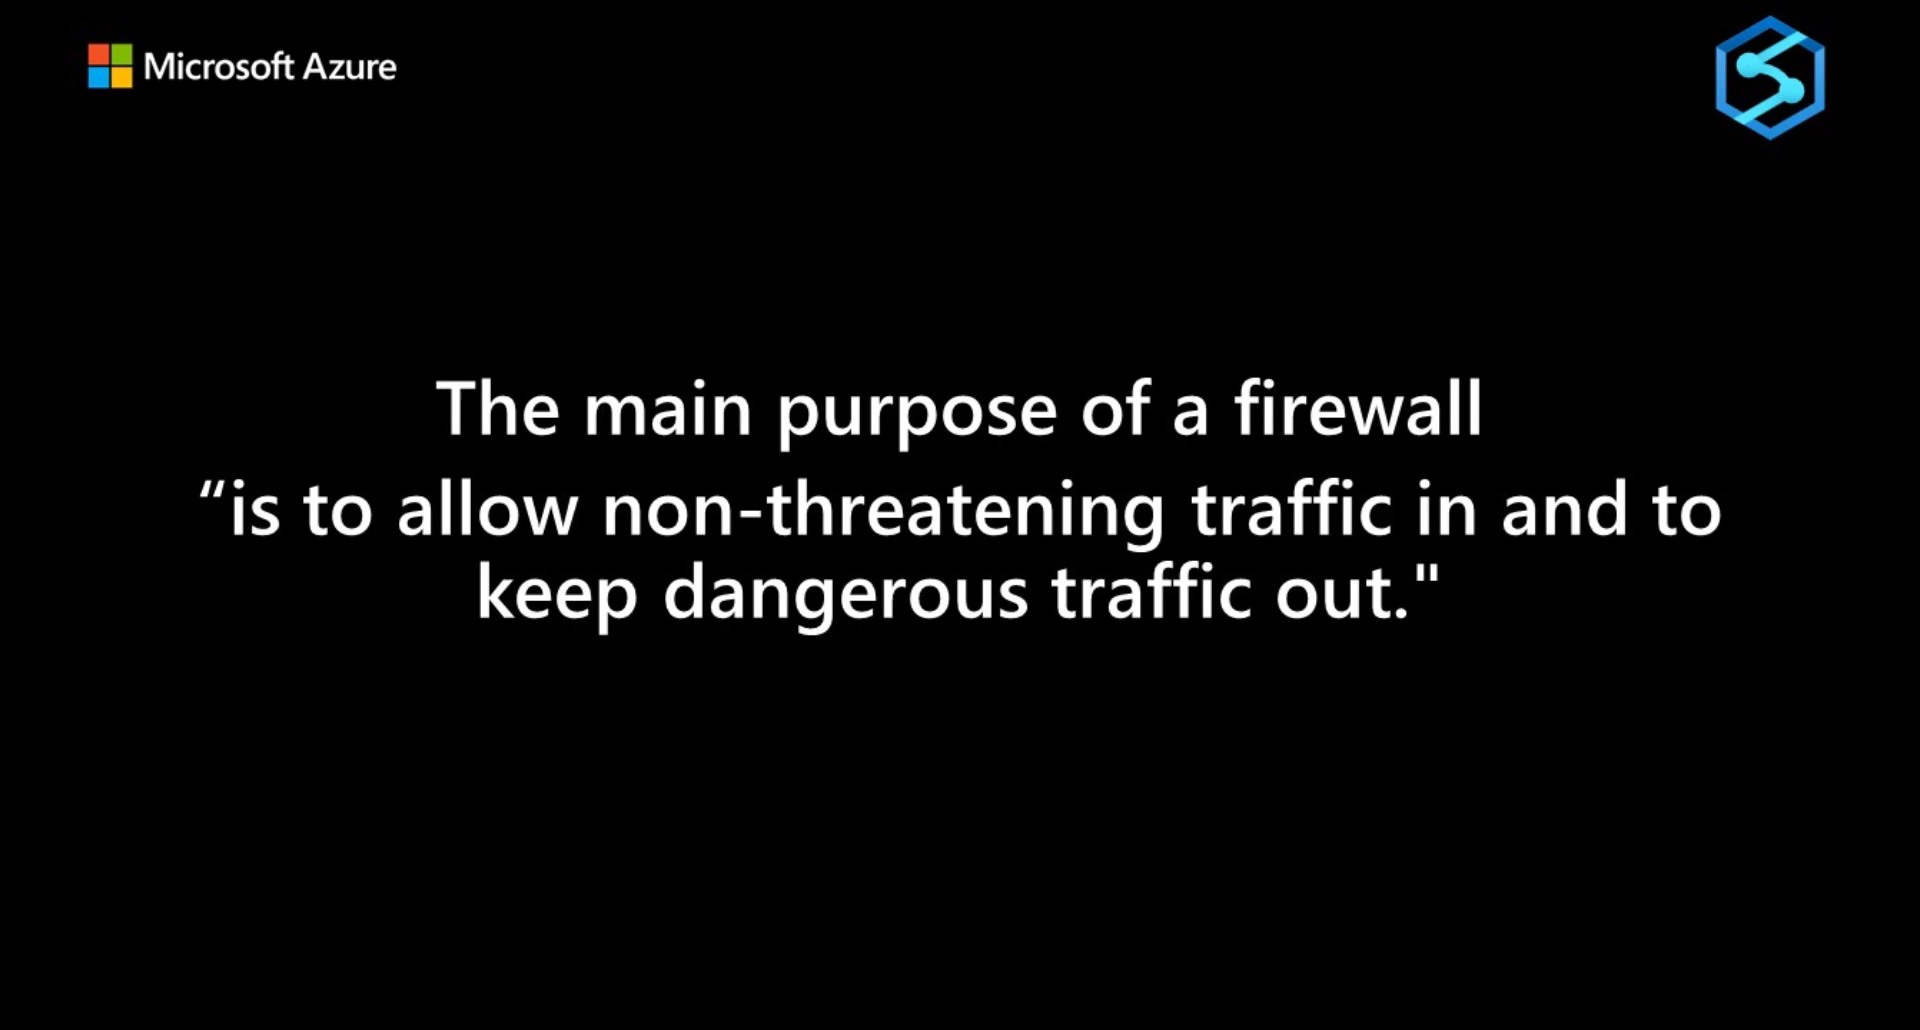 Microsoft Azure
The main purpose of a firewall
“is to allow non-threatening traffic in and to
keep dangerous traffic out."